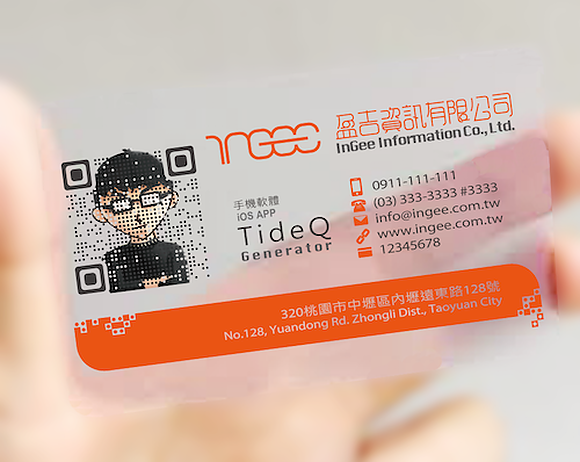 InGee
盈吉資訊有限公司
InGee Information Co., Ltd.
手機軟體
iOS APP
TideQ
Generator
0911-111-111
(03) 333-3333 #3333
info@ingee.com.tw
www.ingee.com.tw
12345678
320桃園市中壢區內壢遠東路128號
No.128, Yuandong Rd. Zhongli Dist., Taoyuan City